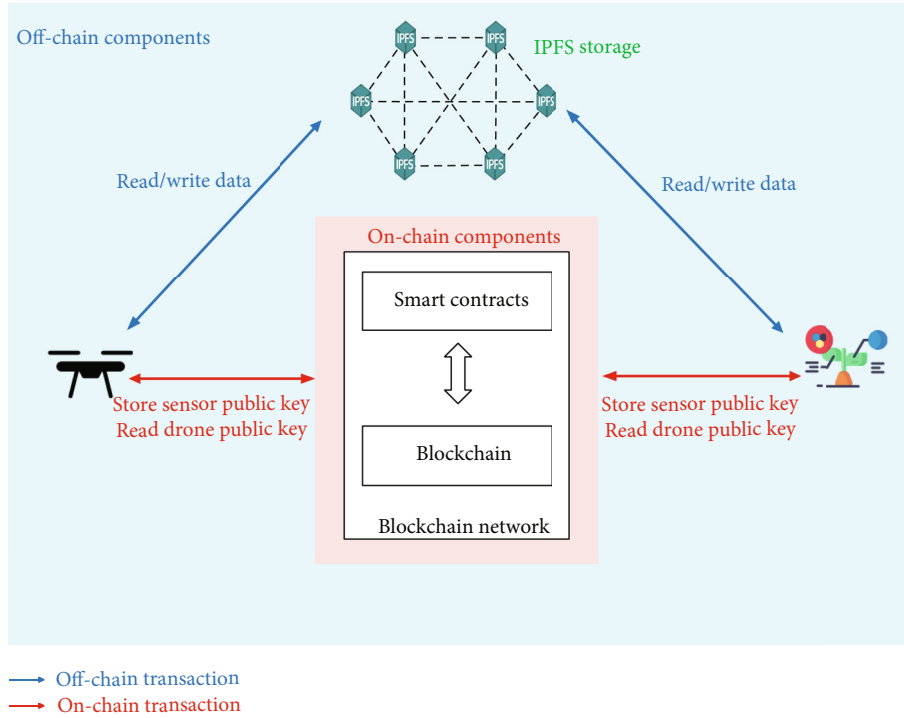 Off-chain components
IPFS
IPFS
IPFS storage
IPFS
IPFS
IPFS
IPFS
Read/write data
Read/write data
On-chain components
Smart contracts
Store sensor public key
Read drone public key
Store sensor public key
Read drone public key
Blockchain
Blockchain network
Off-chain transaction
On-chain transaction